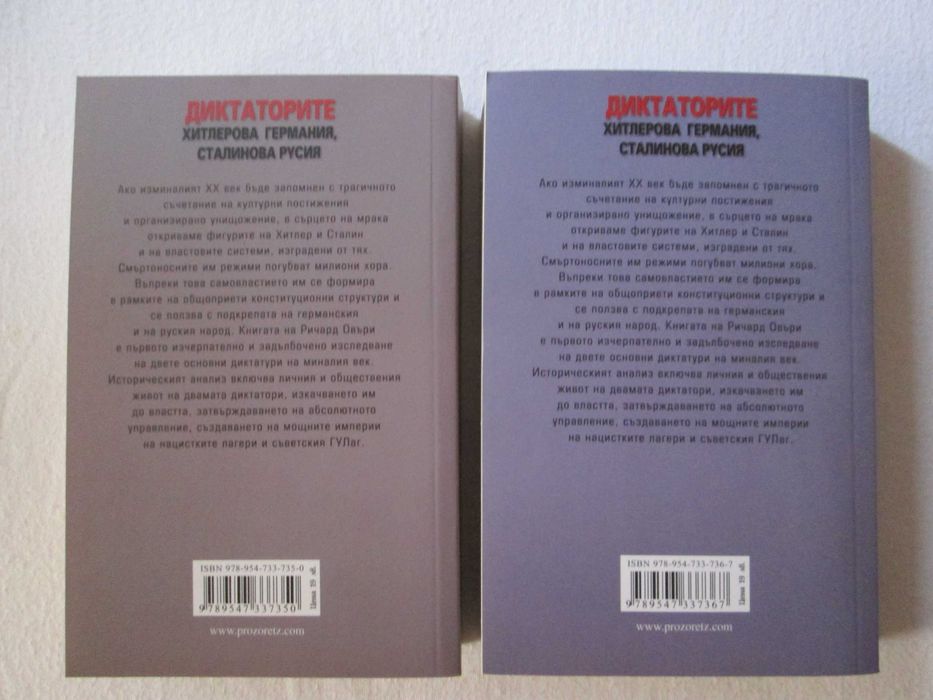 ДИКТАТОРИТЕ
ХИТЛЕРОВА ГЕРМАНИЯ,
СТАЛИНОВА РУСИЯ
Ако изминалият XX век бъде запомнен с трагичното
съчетание на културни постижения
и организирано унищожение, в сърцето на мрака
откриваме фигурите на Хитлер и Сталин
и на властовите системи, изградени от тях.
Смъртоносните им режими погубват милиони хора.
Въпреки това самовластието им се формира
в рамките на общоприети конституционни структури и
се ползва с подкрепата на германския
и на руския народ. Книгата на Ричард Овъри
е първото изчерпателно и задълбочено изследване
на двете основни диктатури на миналия век.
Историческият анализ включва личния и обществения
живот на двамата диктатори, изкачването им
до властта, затвърждаването на абсолютното
управление, създаването на мощните империи
на нацистките лагери и съветския ГУЛаг.
ISBN 978-954-733-735-0
9 789547 337350
Цена 19 лв.
www.prozoretz.com
ДИКТАТОРИТЕ
ХИТЛЕРОВА ГЕРМАНИЯ,
СТАЛИНОВА РУСИЯ
Ако изминалият XX век бъде запомнен с трагичното
съчетание на културни постижения
и организирано унищожение, в сърцето на мрака
откриваме фигурите на Хитлер и Сталин
и на властовите системи, изградени от тях.
Смъртоносните им режими погубват милиони хора.
Въпреки това самовластието им се формира
в рамките на общоприети конституционни структури и
се ползва с подкрепата на германския
и на руския народ. Книгата на Ричард Овъри
е първото изчерпателно и задълбочено изследване
на двете основни диктатури на миналия век.
Историческият анализ включва личния и обществения
живот на двамата диктатори, изкачването им
до властта, затвърждаването на абсолютното
управление, създаването на мощните империи
на нацистките лагери и съветския ГУЛаг.
ISBN 978-954-733-736-7
9 789547 337367
Цена 19 лв.
www.prozoretz.com